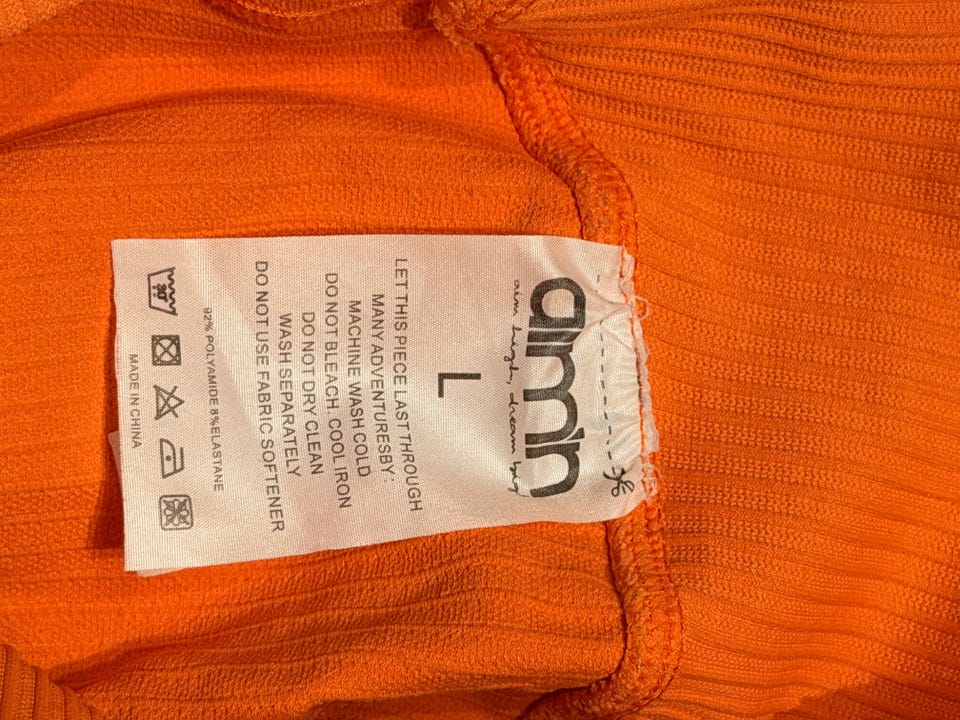 aimn
aim high, dream big
L
LET THIS PIECE LAST THROUGH
MANY ADVENTURESBY :
MACHINE WASH COLD
DO NOT BLEACH. COOL IRON
DO NOT DRY CLEAN
WASH SEPARATELY
DO NOT USE FABRIC SOFTENER
92% POLYAMIDE 8%ELASTANE
30°
MADE IN CHINA